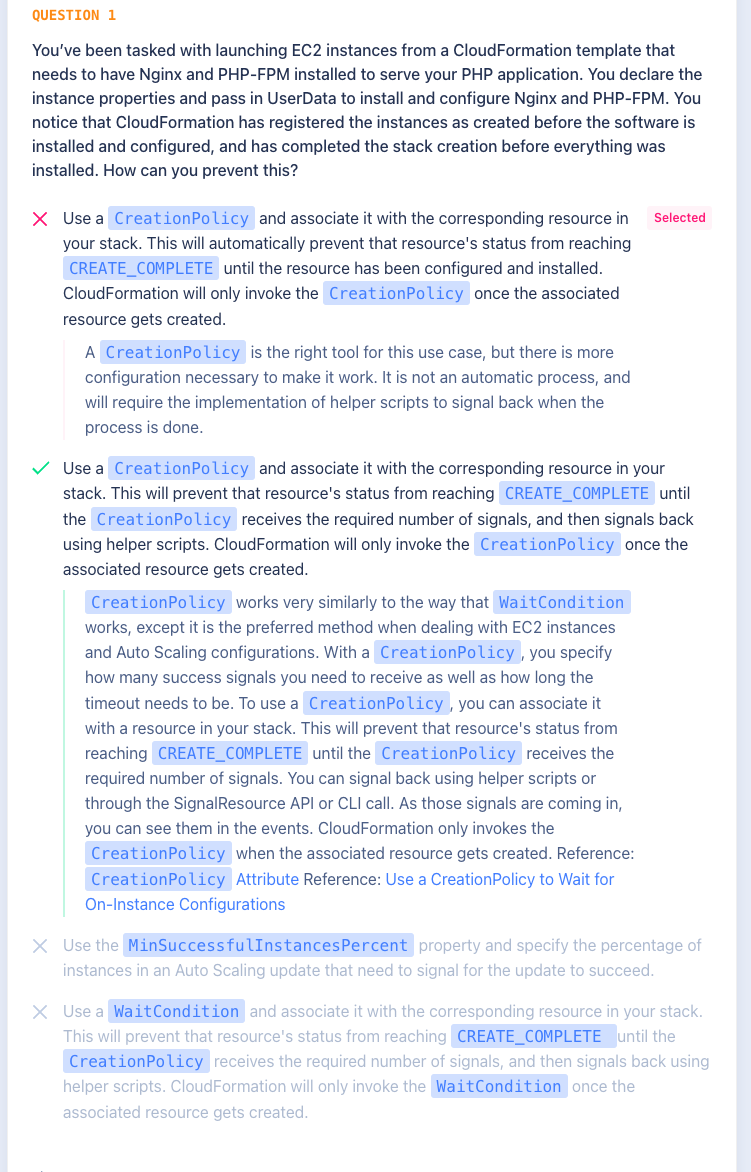 QUESTION 1
You’ve been tasked with launching EC2 instances from a CloudFormation template that
needs to have Nginx and PHP-FPM installed to serve your PHP application. You declare the
instance properties and pass in UserData to install and configure Nginx and PHP-FPM. You
notice that CloudFormation has registered the instances as created before the software is
installed and configured, and has completed the stack creation before everything was
installed. How can you prevent this?
Use a CreationPolicy and associate it with the corresponding resource in
Selected
your stack. This will automatically prevent that resource's status from reaching
CREATE_COMPLETE until the resource has been configured and installed.
CloudFormation will only invoke the CreationPolicy once the associated
resource gets created.
A CreationPolicy is the right tool for this use case, but there is more
configuration necessary to make it work. It is not an automatic process, and
will require the implementation of helper scripts to signal back when the
process is done.
Use a CreationPolicy and associate it with the corresponding resource in your
stack. This will prevent that resource's status from reaching CREATE_COMPLETE until
the CreationPolicy receives the required number of signals, and then signals back
using helper scripts. CloudFormation will only invoke the CreationPolicy once the
associated resource gets created.
CreationPolicy works very similarly to the way that WaitCondition
works, except it is the preferred method when dealing with EC2 instances
and Auto Scaling configurations. With a CreationPolicy, you specify
how many success signals you need to receive as well as how long the
timeout needs to be. To use a CreationPolicy, you can associate it
with a resource in your stack. This will prevent that resource's status from
reaching CREATE_COMPLETE until the CreationPolicy receives the
required number of signals. You can signal back using helper scripts or
through the SignalResource API or CLI call. As those signals are coming in,
you can see them in the events. CloudFormation only invokes the
CreationPolicy when the associated resource gets created. Reference:
CreationPolicy Attribute Reference: Use a CreationPolicy to Wait for
On-Instance Configurations
Use the MinSuccessfulInstancesPercent property and specify the percentage of
instances in an Auto Scaling update that need to signal for the update to succeed.
Use a WaitCondition and associate it with the corresponding resource in your stack.
This will prevent that resource's status from reaching CREATE_COMPLETE until the
CreationPolicy receives the required number of signals, and then signals back using
helper scripts. CloudFormation will only invoke the WaitCondition once the
associated resource gets created.